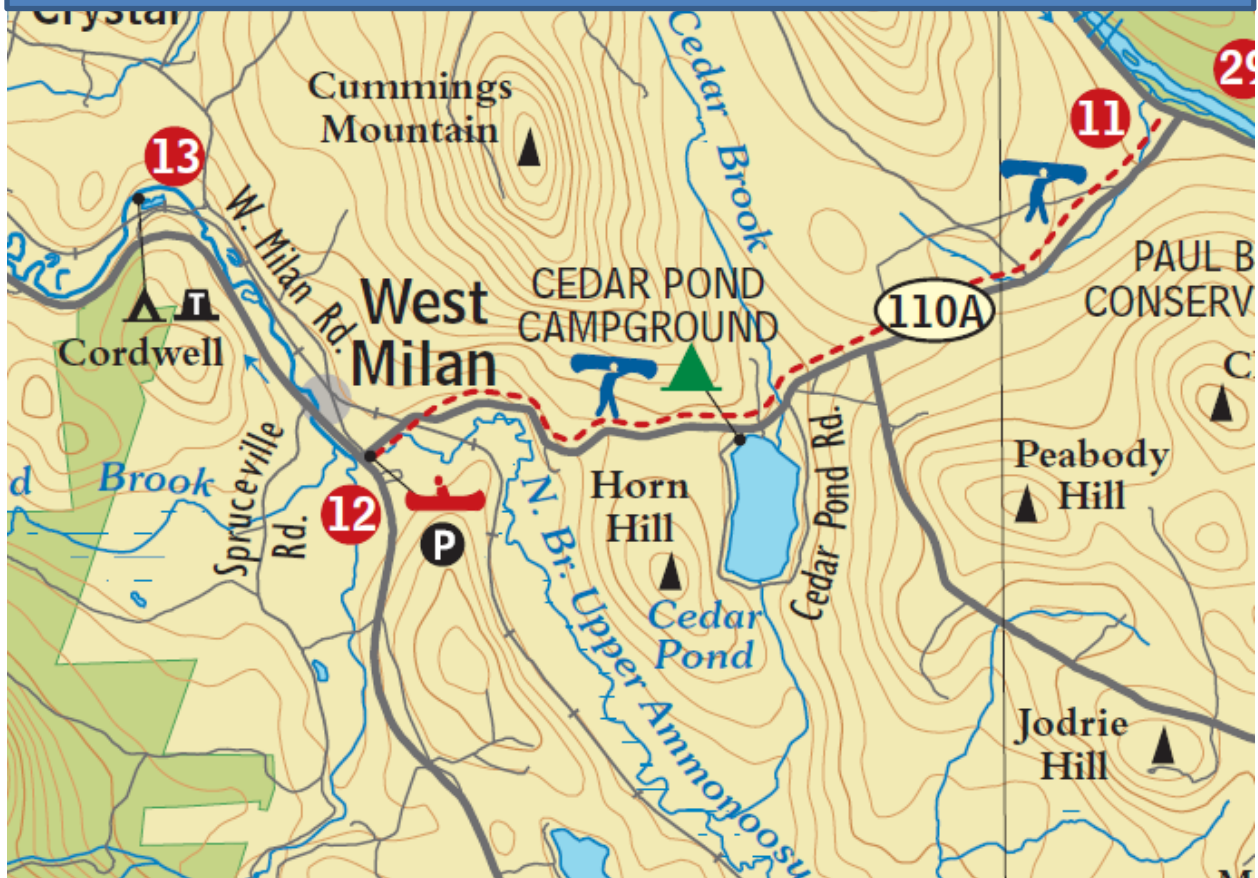 Crystal
Cummings
Mountain
Cedar Brook
29
11
13
W. Milan Rd.
West
Milan
CEDAR POND
CAMPGROUND
110A
PAUL B
CONSERV
T
Cordwell
Spruceville
Rd.
Brook
d
12
P
N. Br. Upper Ammonoosu
Horn
Hill
Cedar
Pond
Cedar Pond Rd.
Peabody
Hill
Jodrie
Hill